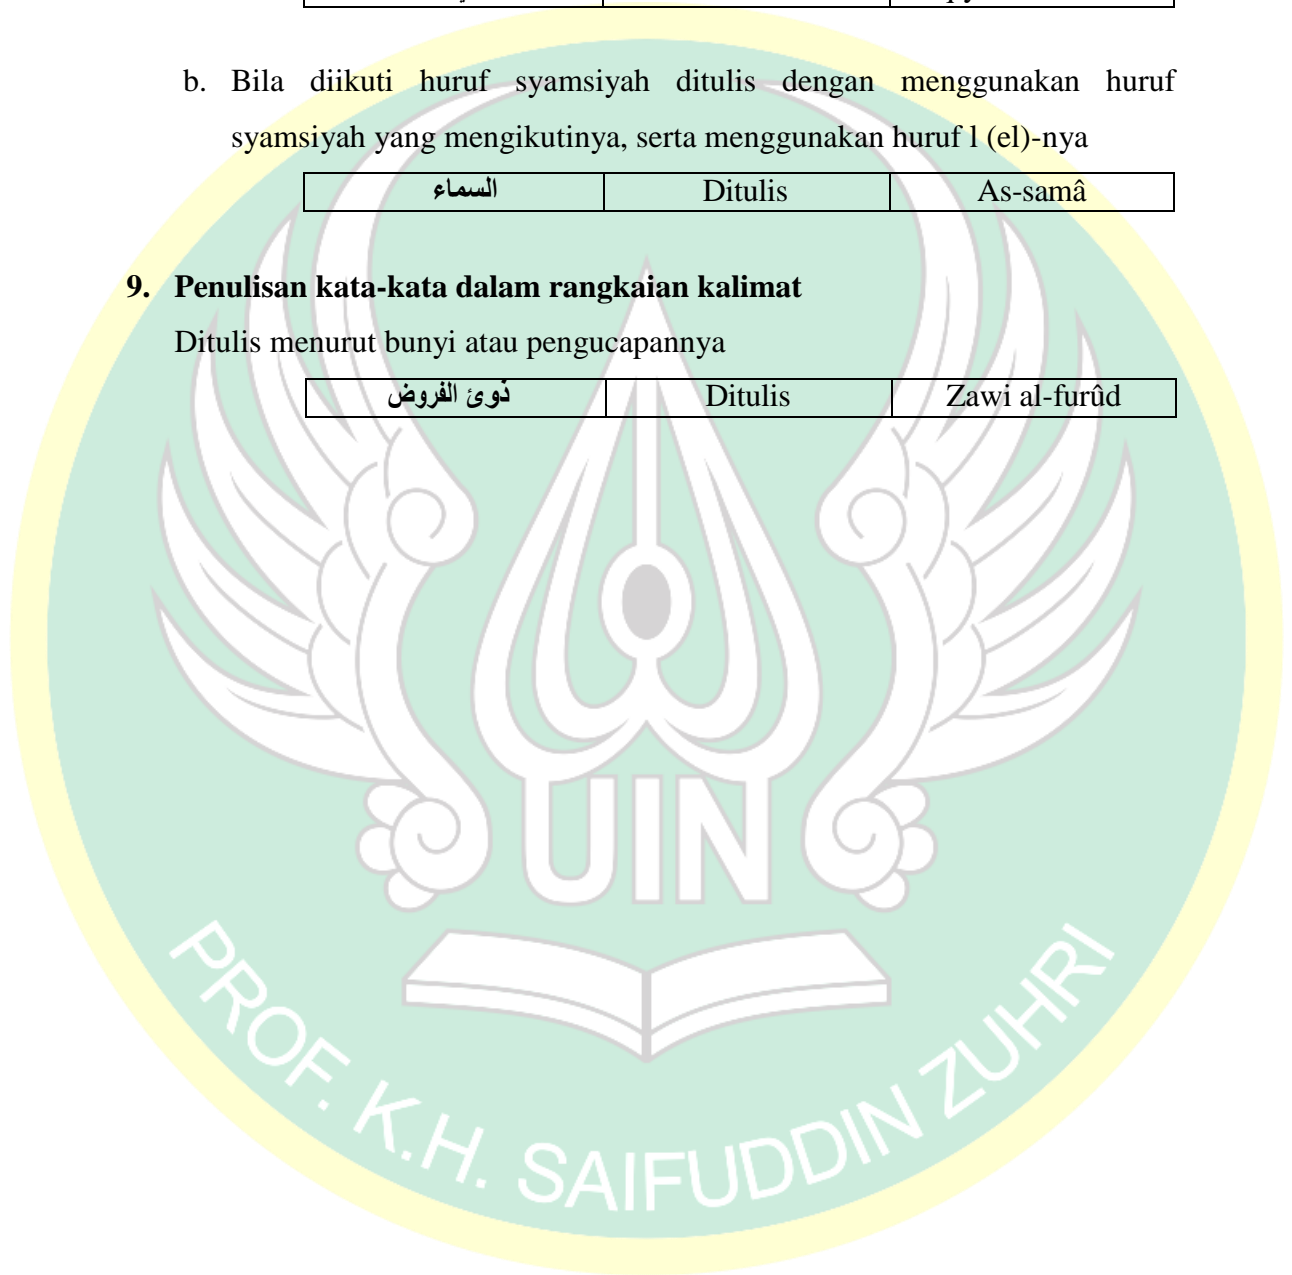 b. Bila diikuti huruf syamsiyah ditulis dengan menggunakan huruf
syamsiyah yang mengikutinya, serta menggunakan huruf l (el)-nya
السماء Ditulis As-samâ
9. Penulisan kata-kata dalam rangkaian kalimat
Ditulis menurut bunyi atau pengucapannya
ذوئ الفروض Ditulis Zawi al-furûd
UIN
PROF. K.H. SAIFUDDIN ZUHRI